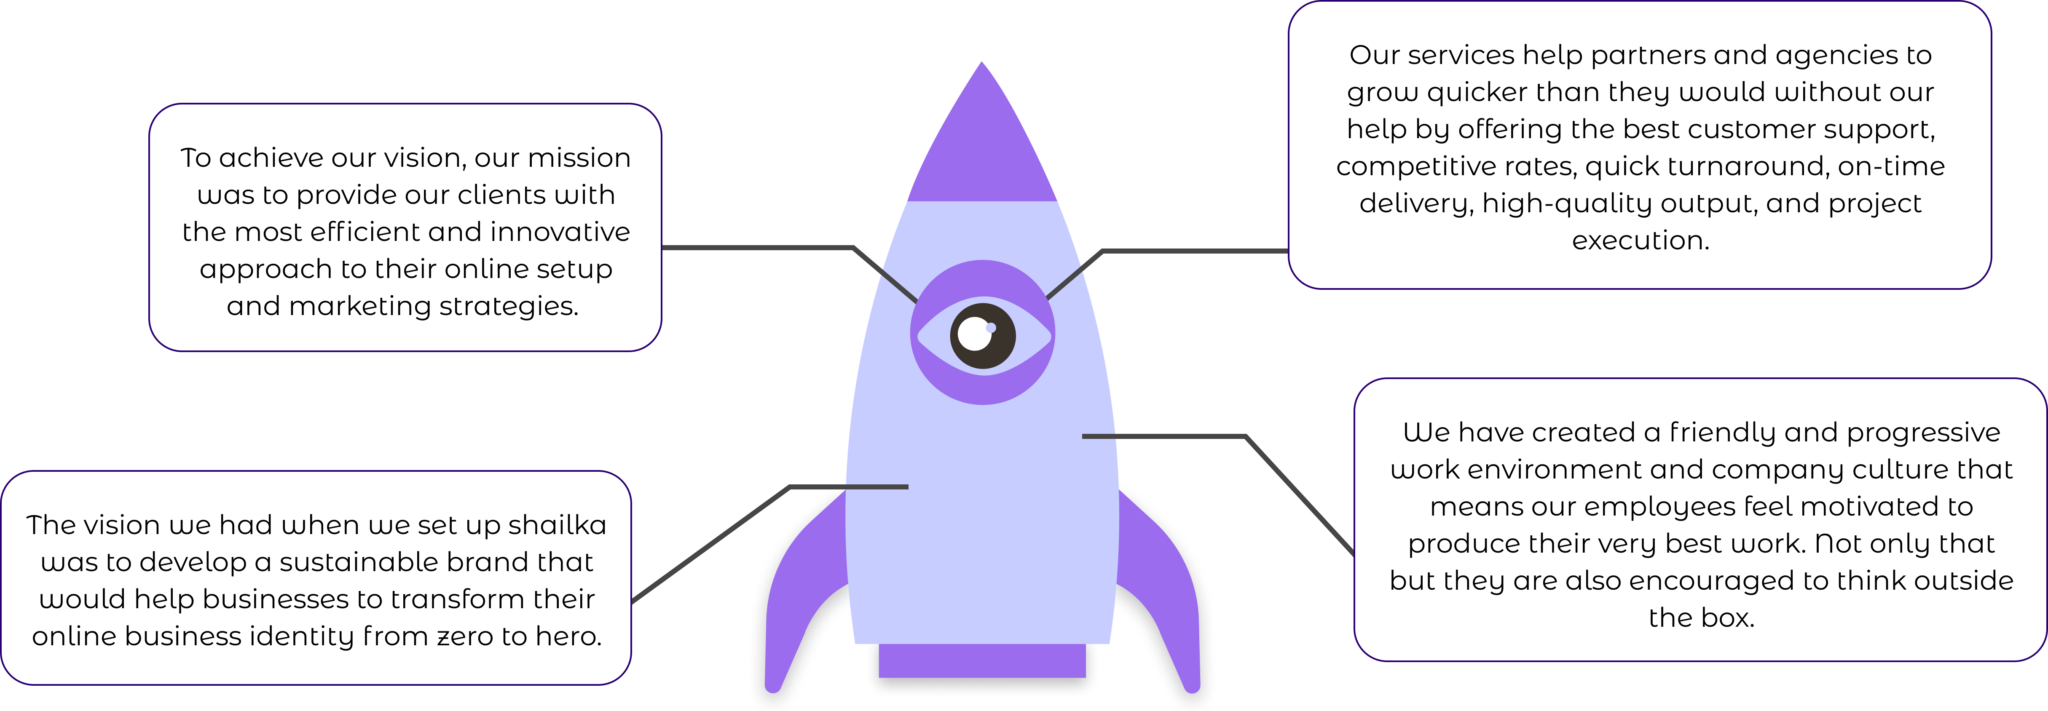 To achieve our vision, our mission
was to provide our clients with
the most efficient and innovative
approach to their online setup
and marketing strategies.
Our services help partners and agencies to
grow quicker than they would without our
help by offering the best customer support,
competitive rates, quick turnaround, on-time
delivery, high-quality output, and project
execution.
The vision we had when we set up shailka
was to develop a sustainable brand that
would help businesses to transform their
online business identity from zero to hero.
We have created a friendly and progressive
work environment and company culture that
means our employees feel motivated to
produce their very best work. Not only that
but they are also encouraged to think outside
the box.